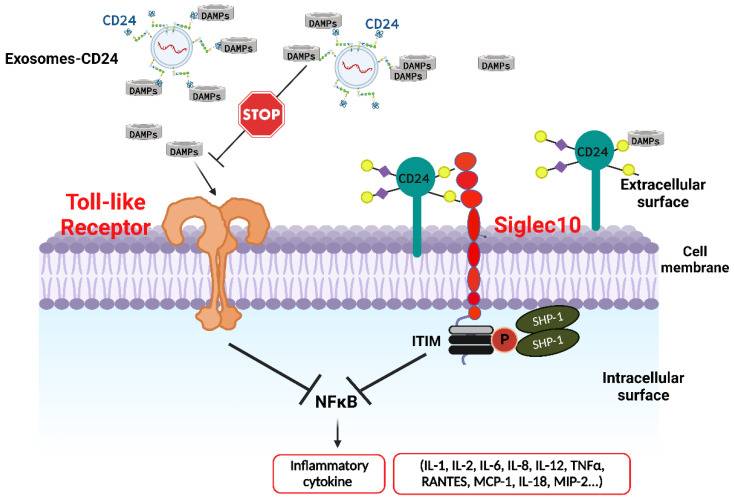 CD24
DAMPs
DAMPs
Exosomes-CD24
DAMPs
DAMPs
DAMPs
CD24
DAMPs
DAMPs
DAMPs
DAMPs
STOP
DAMPs
DAMPs
Toll-like
Receptor
CD24
Siglec10
CD24
DAMPs
Extracellular
surface
Cell
membrane
ITIM
P
SHP-1
SHP-1
Intracellular
surface
NFκB
Inflammatory
cytokine
(IL-1, IL-2, IL-6, IL-8, IL-12, TNFα,
RANTES, MCP-1, IL-18, MIP-2...)